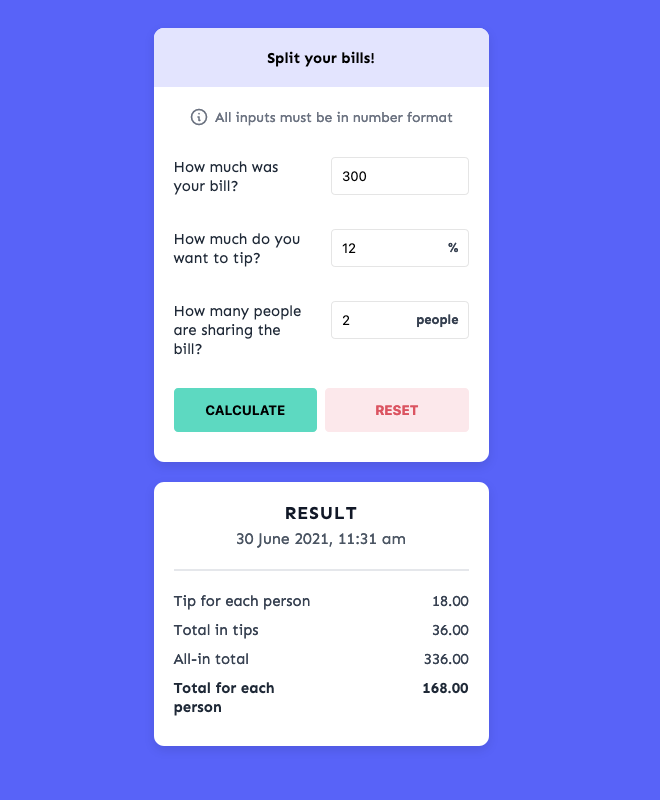 Split your bills!
All inputs must be in number format
How much was
your bill?
300
How much do you
want to tip?
12 %
How many people
are sharing the
bill?
2 people
CALCULATE RESET
RESULT
30 June 2021, 11:31 am
Tip for each person 18.00
Total in tips 36.00
All-in total 336.00
Total for each
person
168.00